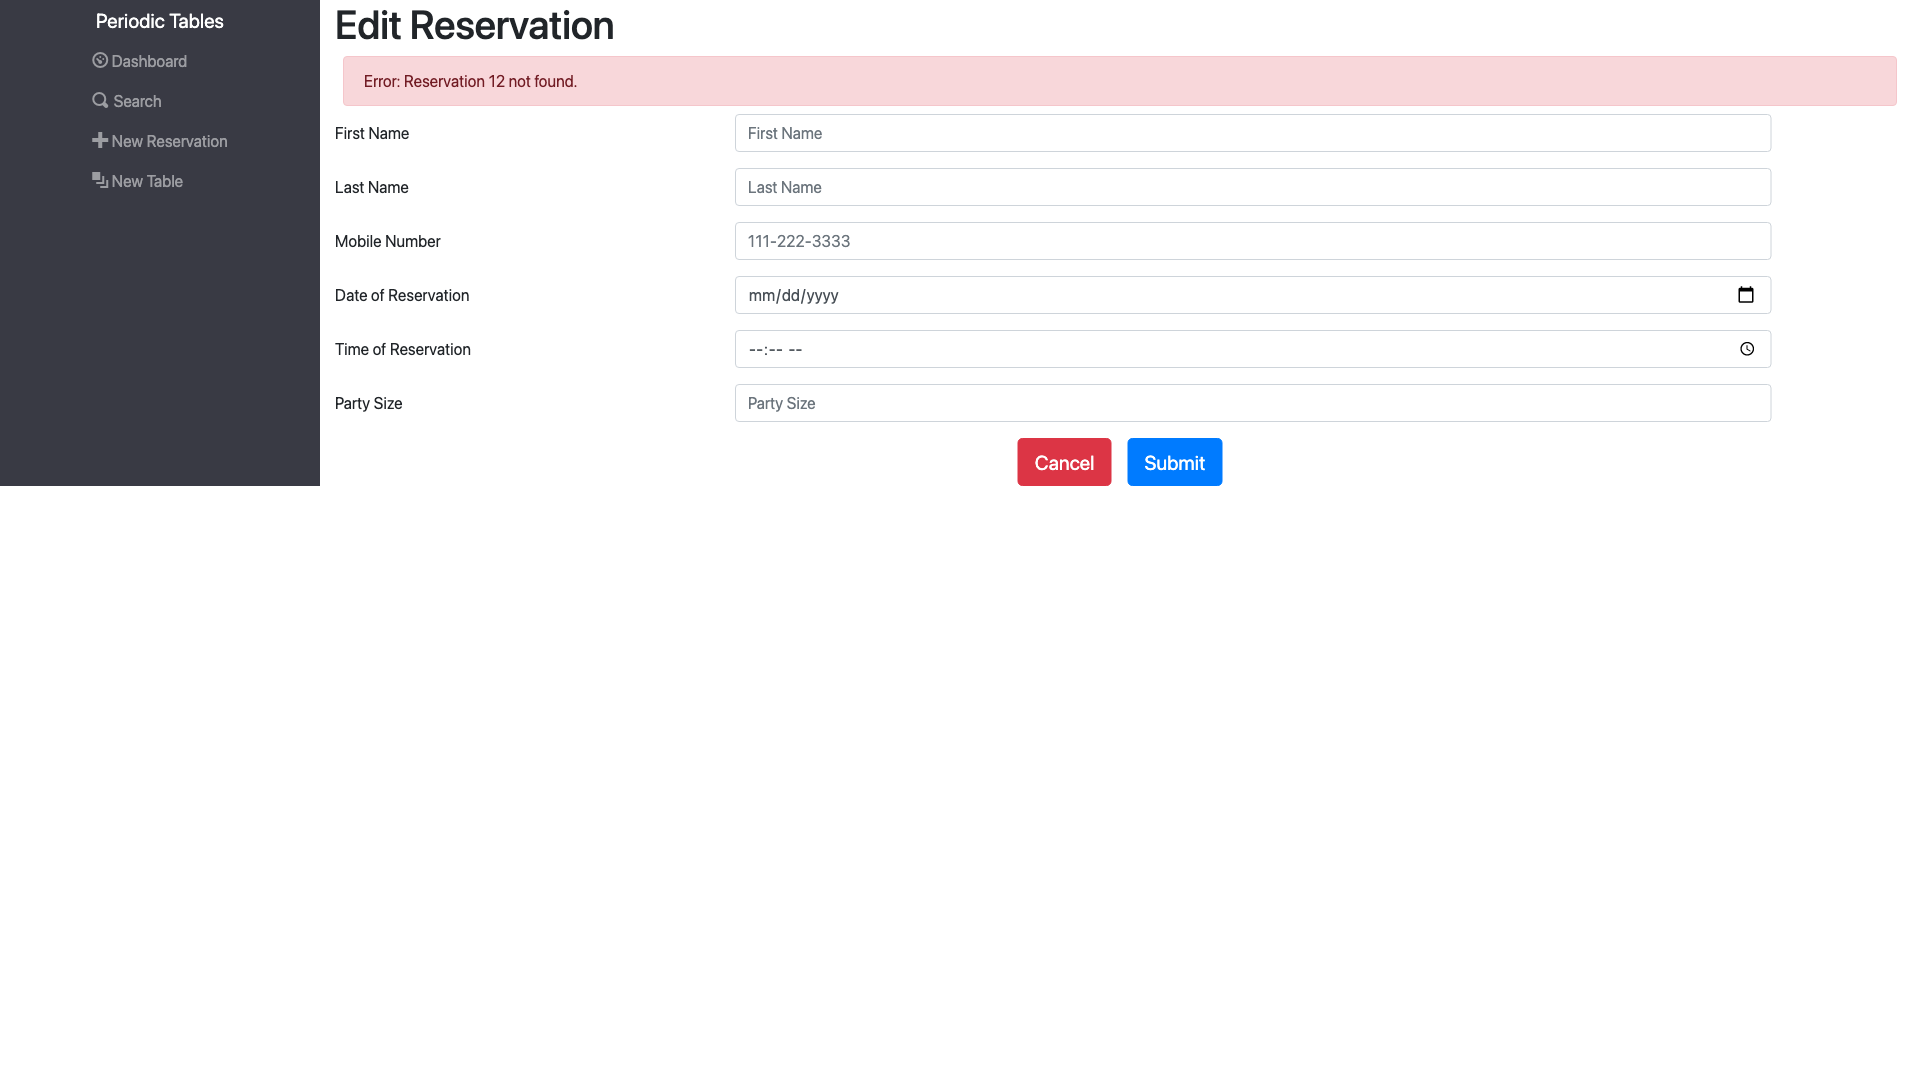 Periodic Tables
Dashboard
Search
New Reservation
New Table
Edit Reservation
Error: Reservation 12 not found.
First Name
First Name
Last Name
Last Name
Mobile Number
111-222-3333
Date of Reservation
mm/dd/yyyy
Time of Reservation
--:-- --
Party Size
Party Size
Cancel
Submit